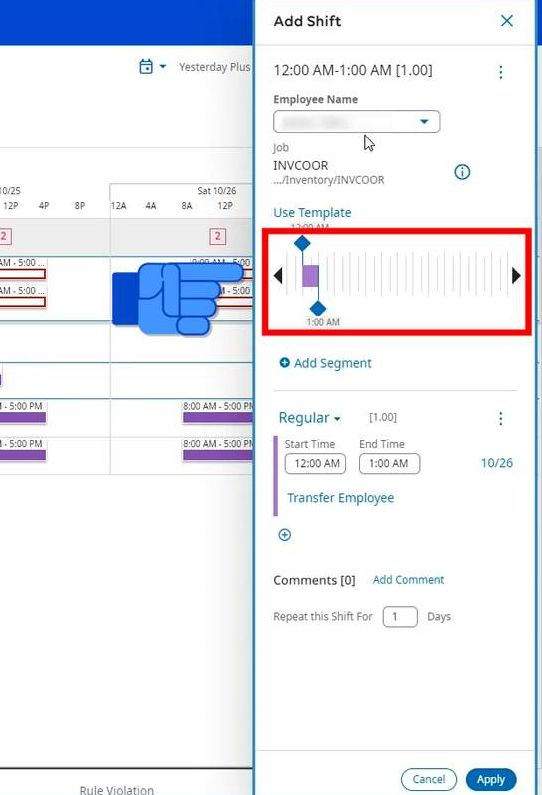 Add Shift
Yesterday Plus
12:00 AM-1:00 AM [1.00]
Employee Name
Job
INVCOOR
.../Inventory/INVCOOR
0/25
Sat 10/26
12P 4P 8P 12A 4A 8A 12P
Use Template
12:00 AM
2
2
AM - 5:00 ...
9:00 AM - 5:00
AM - 5:00 ...
- 5:00
1:00 AM
Add Segment
- 5:00 PM
8:00 AM - 5:00 PM
Regular
[1.00]
Start Time End Time
- 5:00 PM
8:00 AM - 5:00 PM
12:00 AM 1:00 AM 10/26
Transfer Employee
Comments [0] Add Comment
Repeat this Shift For 1 Days
Cancel Apply
Rule Violation